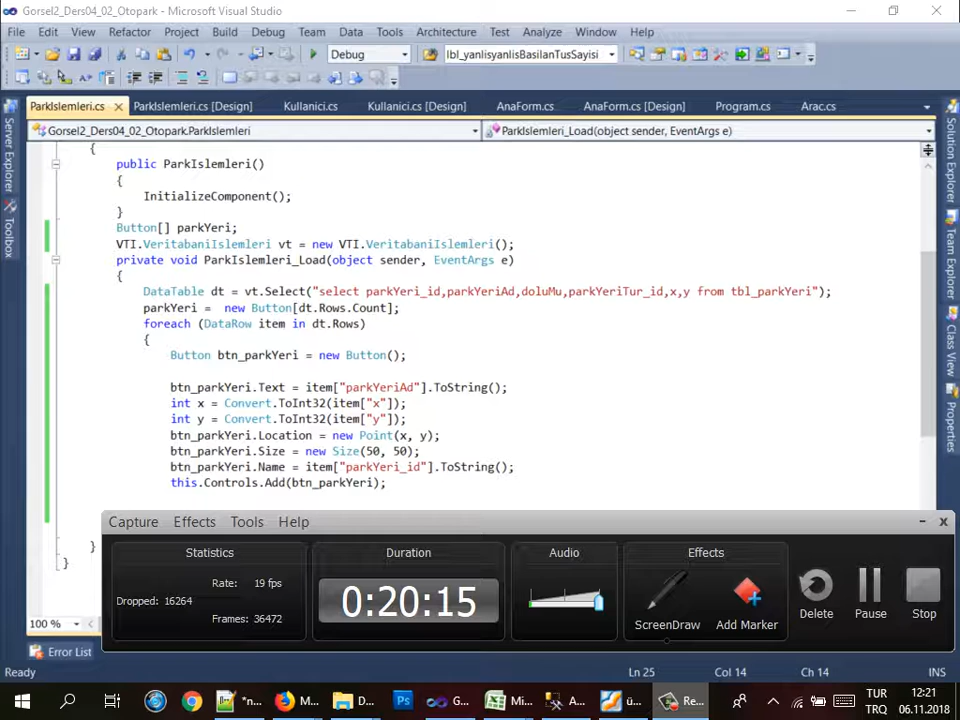 Gorsel2_Ders04_02_Otopark - Microsoft Visual Studio
File Edit View Refactor Project Build Debug Team Data Tools Architecture Test Analyze Window Help
Debug lbl_yanlisyanlisBasilanTusSayisi
ParkIslemleri.cs ParkIslemleri.cs [Design] Kullanici.cs Kullanici.cs [Design] AnaForm.cs AnaForm.cs [Design] Program.cs Arac.cs
Gorsel2_Ders04_02_Otopark.ParkIslemleri ParkIslemleri_Load(object sender, EventArgs e)
Server Explorer
Toolbox
Solution Explorer
Team Explorer
Class View
Properties
{
public ParkIslemleri()
{
InitializeComponent();
}
Button[] parkYeri;
VTI.VeritabaniIslemleri vt = new VTI.VeritabaniIslemleri();
private void ParkIslemleri_Load(object sender, EventArgs e)
{
DataTable dt = vt.Select("select parkYeri_id,parkYeriAd,doluMu,parkYeriTur_id,x,y from tbl_parkYeri");
parkYeri =  new Button[dt.Rows.Count];
foreach (DataRow item in dt.Rows)
{
Button btn_parkYeri = new Button();
btn_parkYeri.Text = item["parkYeriAd"].ToString();
int x = Convert.ToInt32(item["x"]);
int y = Convert.ToInt32(item["y"]);
btn_parkYeri.Location = new Point(x, y);
btn_parkYeri.Size = new Size(50, 50);
btn_parkYeri.Name = item["parkYeri_id"].ToString();
this.Controls.Add(btn_parkYeri);
}
}
100 %
Capture Effects Tools Help
Statistics Duration Audio Effects
Rate: 19 fps
Dropped: 16264
Frames: 36472
0:20:15
ScreenDraw Add Marker Delete Pause Stop
Error List
Ready Ln 25 Col 14 Ch 14 INS
*n... M... D... G... Mi... A... ü... Re...
TUR
TRQ
12:21
06.11.2018